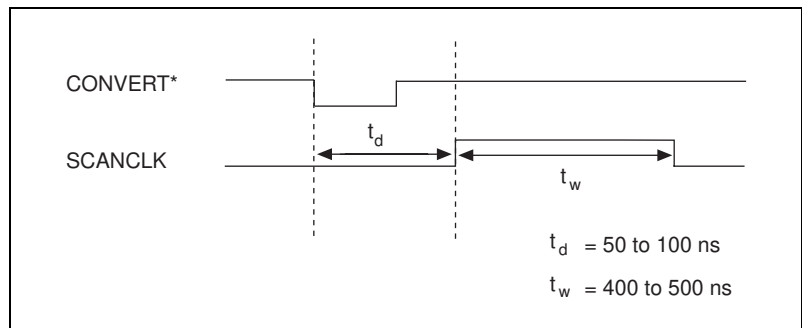 CONVERT*
t_d
SCANCLK
t_w
t_d = 50 to 100 ns
t_w = 400 to 500 ns